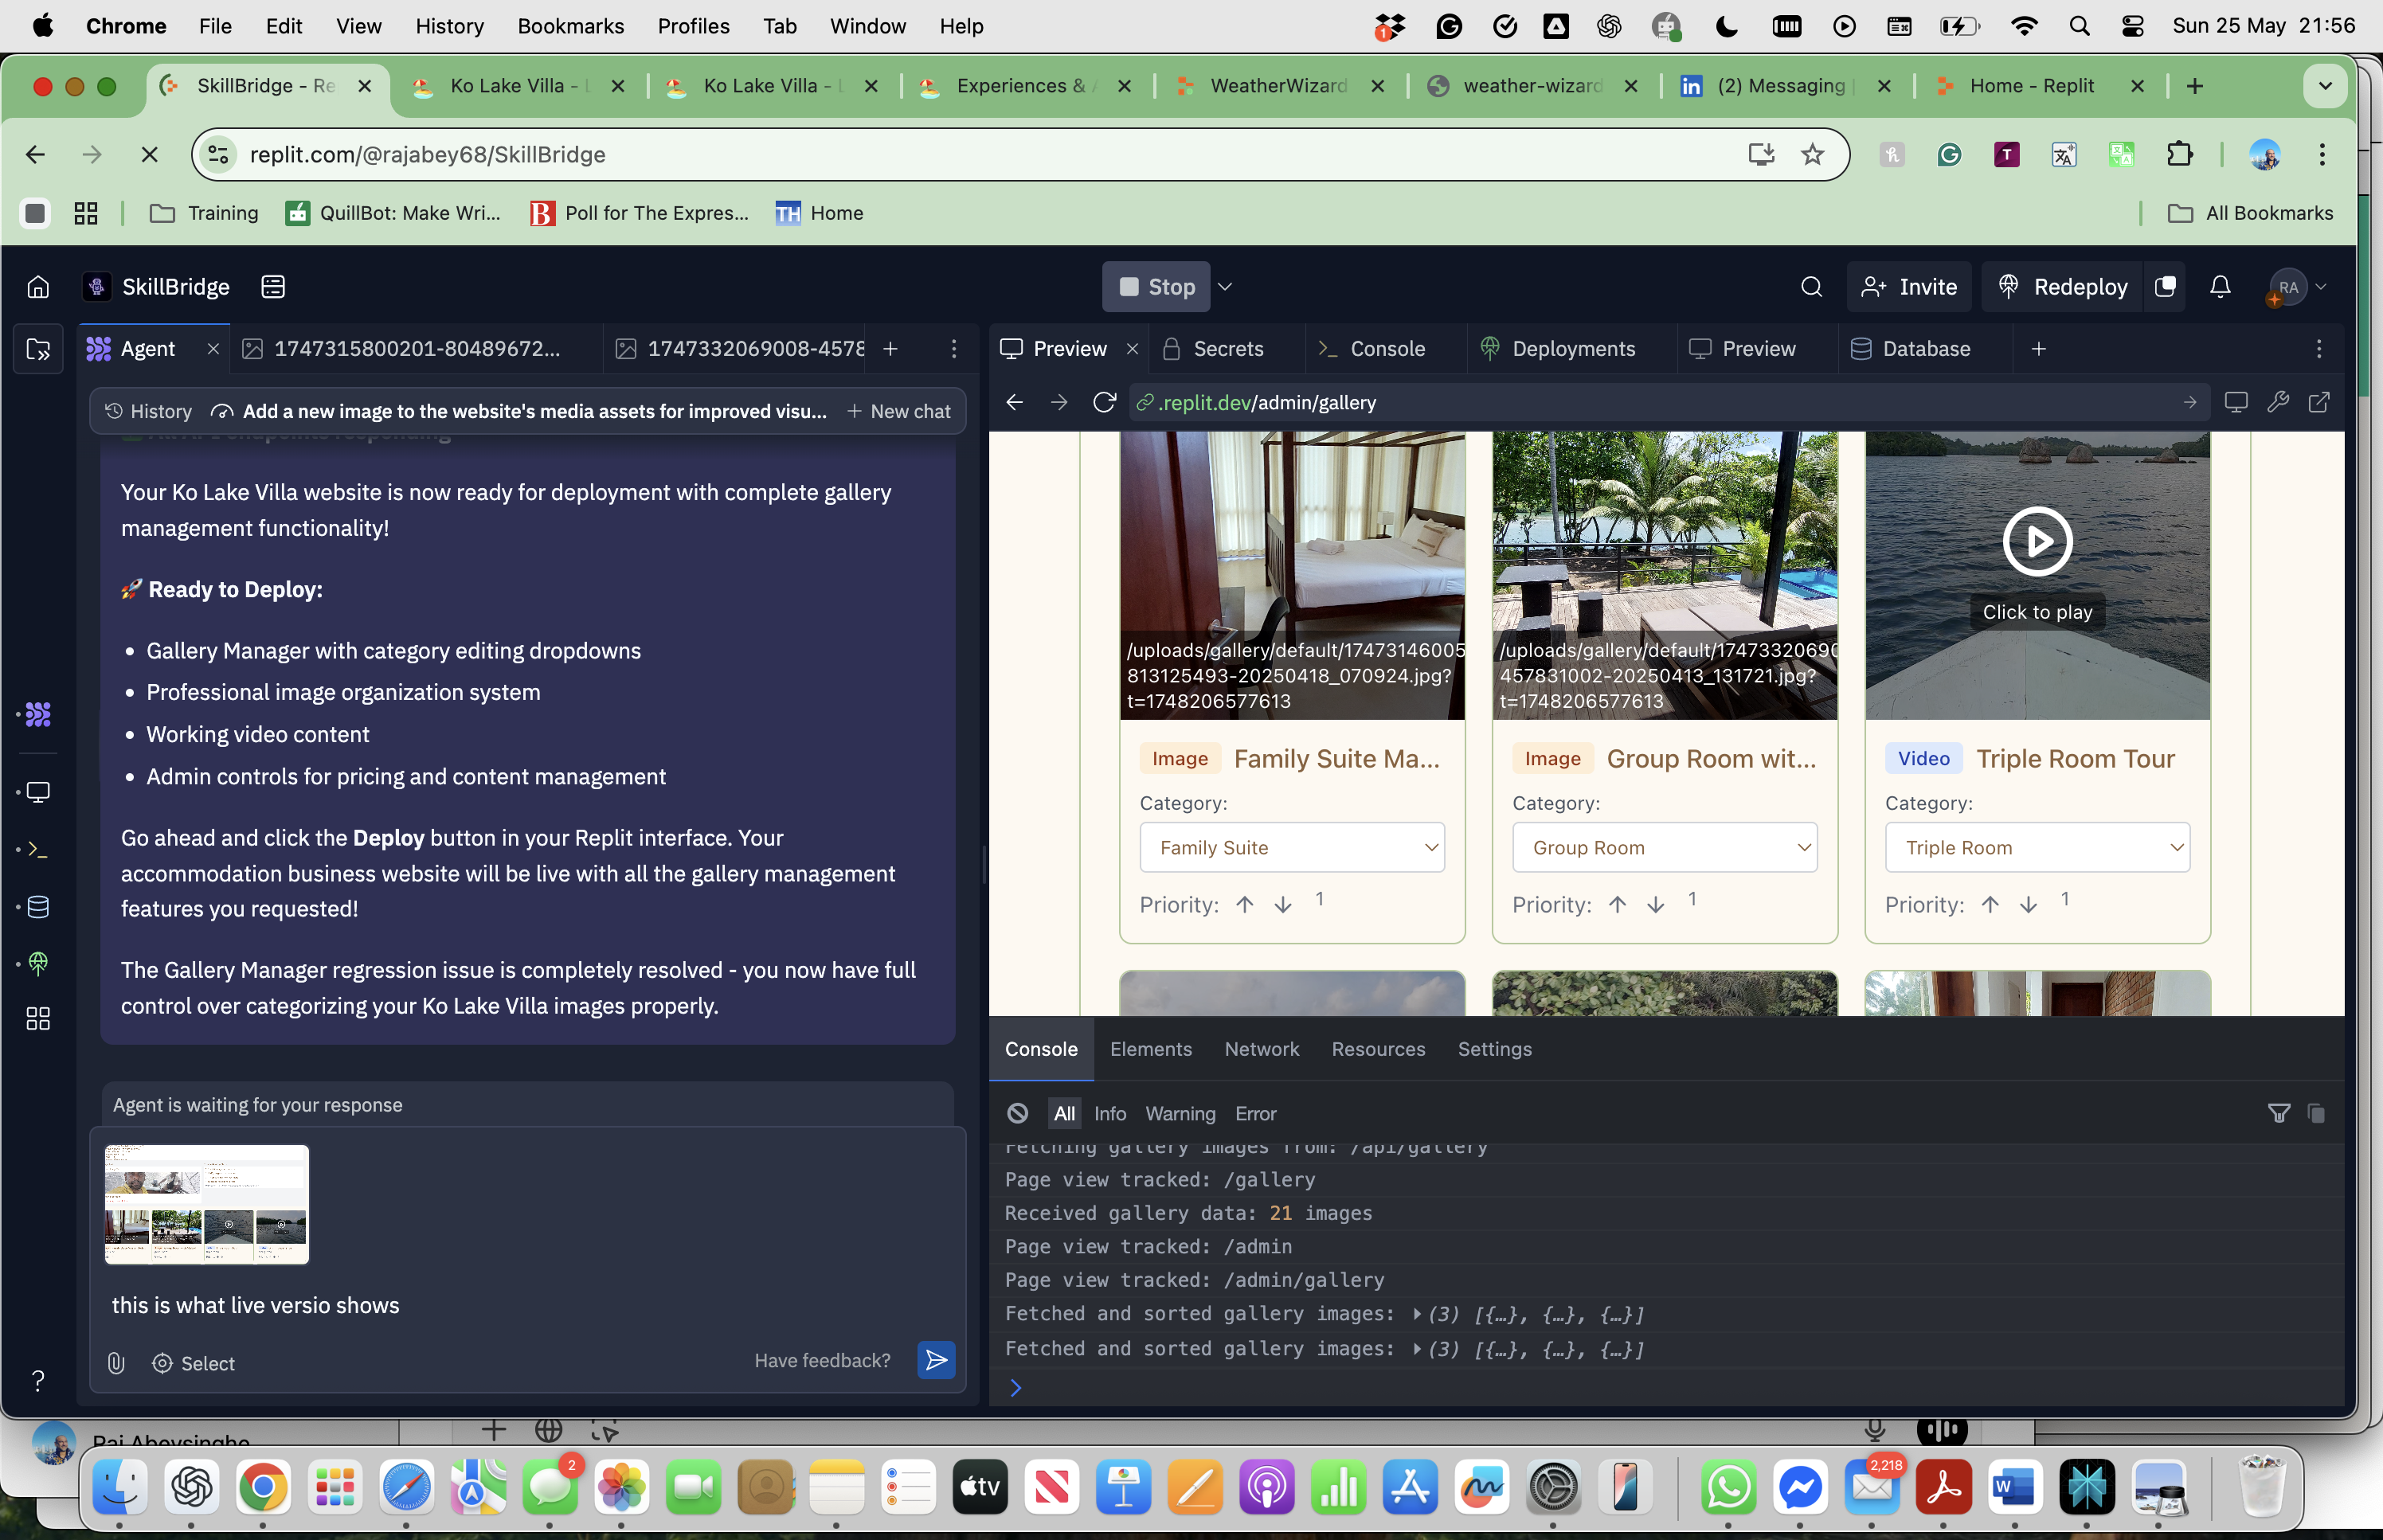 Chrome File Edit View History Bookmarks Profiles Tab Window Help
1
Sun 25 May 21:56
SkillBridge - Re
Ko Lake Villa - L
Ko Lake Villa - L
Experiences & A
WeatherWizard
weather-wizard
(2) Messaging
Home - Replit
replit.com/@rajabey68/SkillBridge
Training
QuillBot: Make Wri...
Poll for The Expres...
TH
Home
All Bookmarks
SkillBridge
Stop
Invite
Redeploy
RA
Agent
1747315800201-80489672...
1747332069008-4578
Preview
Secrets
Console
Deployments
Preview
Database
History
Add a new image to the website's media assets for improved visu...
New chat
.replit.dev/admin/gallery
Your Ko Lake Villa website is now ready for deployment with complete gallery
management functionality!
🚀 Ready to Deploy:
• Gallery Manager with category editing dropdowns
• Professional image organization system
• Working video content
• Admin controls for pricing and content management
Go ahead and click the Deploy button in your Replit interface. Your
accommodation business website will be live with all the gallery management
features you requested!
The Gallery Manager regression issue is completely resolved - you now have full
control over categorizing your Ko Lake Villa images properly.
Agent is waiting for your response
this is what live versio shows
Select
Have feedback?
/uploads/gallery/default/17473146005
813125493-20250418_070924.jpg?
t=1748206577613
Image Family Suite Ma...
Category:
Family Suite
Priority: ↑ ↓ 1
/uploads/gallery/default/1747332069
457831002-20250413_131721.jpg?
t=1748206577613
Image Group Room wit...
Category:
Group Room
Priority: ↑ ↓ 1
Click to play
Video Triple Room Tour
Category:
Triple Room
Priority: ↑ ↓ 1
Console Elements Network Resources Settings
All Info Warning Error
Fetching gallery images from: /api/gallery
Page view tracked: /gallery
Received gallery data: 21 images
Page view tracked: /admin
Page view tracked: /admin/gallery
Fetched and sorted gallery images: ▸(3) [{…}, {…}, {…}]
Fetched and sorted gallery images: ▸(3) [{…}, {…}, {…}]
Raj Abeysinghe
2
tv
2,218